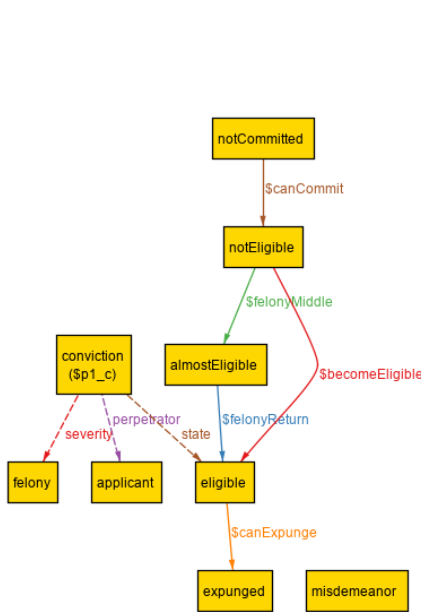 notCommitted
$canCommit
notEligible
$felonyMiddle
conviction
($p1_c)
almostEligible
$becomeEligible
severity
perpetrator
state
$felonyReturn
felony
applicant
eligible
$canExpunge
expunged
misdemeanor